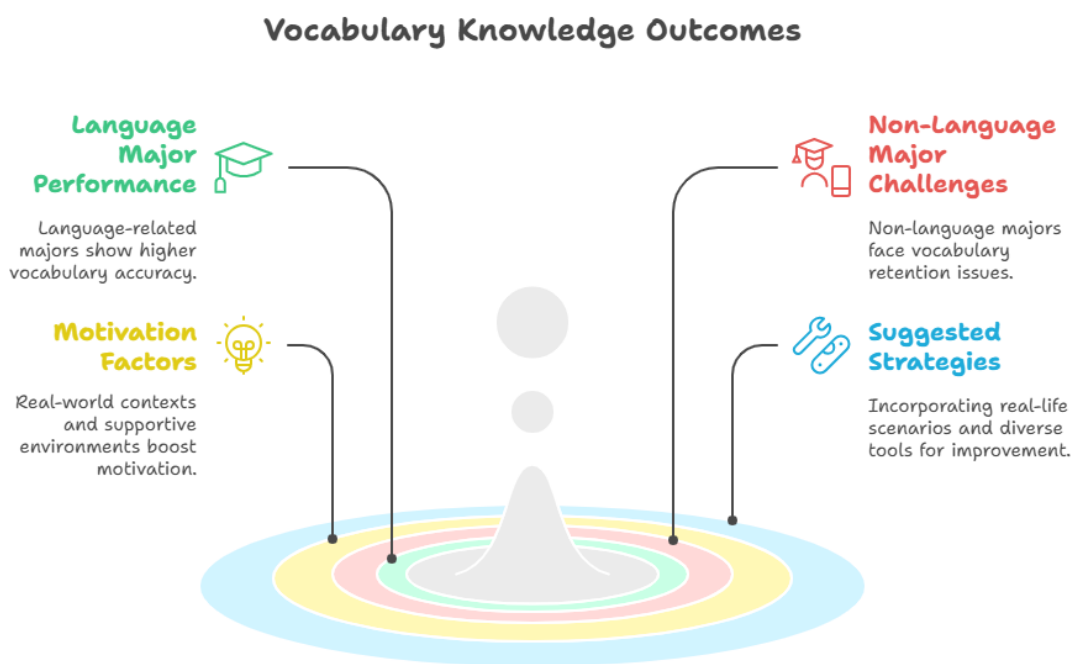 Vocabulary Knowledge Outcomes
Language
Major
Performance
Language-related
majors show higher
vocabulary accuracy.
Motivation
Factors
Real-world contexts
and supportive
environments boost
motivation.
Non-Language
Major
Challenges
Non-language majors
face vocabulary
retention issues.
Suggested
Strategies
Incorporating real-life
scenarios and diverse
tools for improvement.